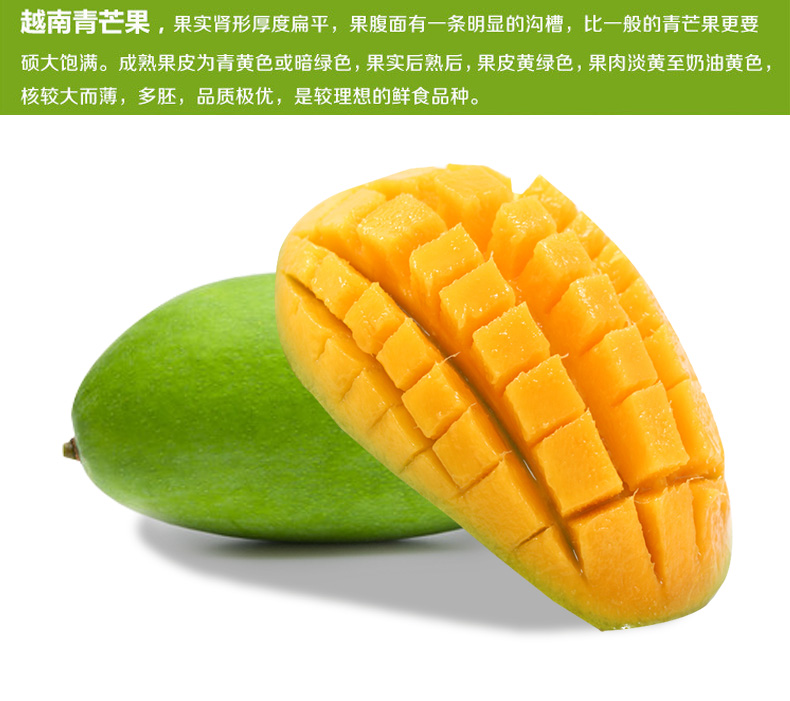 越南青芒果，果实肾形厚度扁平，果腹面有一条明显的沟槽，比一般的青芒果更要
硕大饱满。成熟果皮为青黄色或暗绿色，果实后熟后，果皮黄绿色，果肉淡黄至奶油黄色，
核较大而薄，多胚，品质极优，是较理想的鲜食品种。